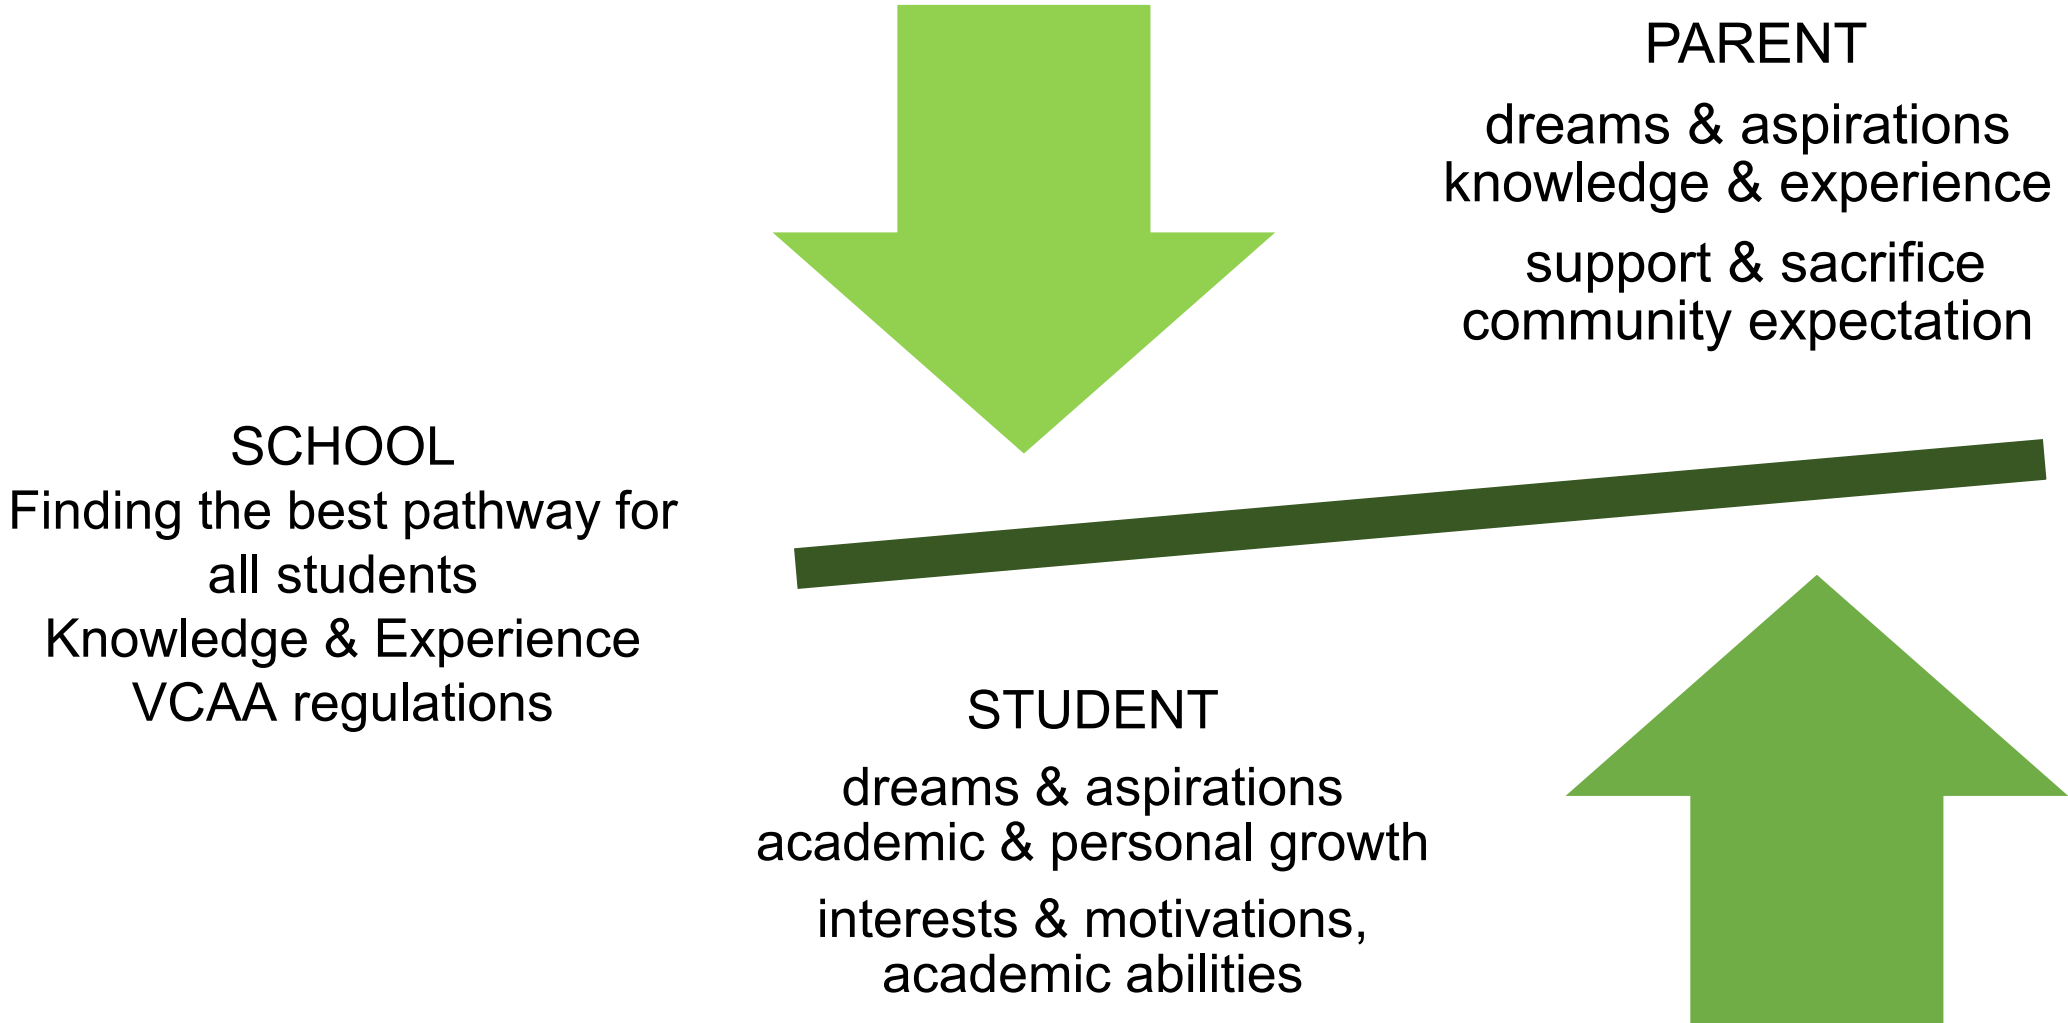 PARENT
dreams & aspirations
knowledge & experience
support & sacrifice
community expectation
SCHOOL
Finding the best pathway for
all students
Knowledge & Experience
VCAA regulations
STUDENT
dreams & aspirations
academic & personal growth
interests & motivations,
academic abilities